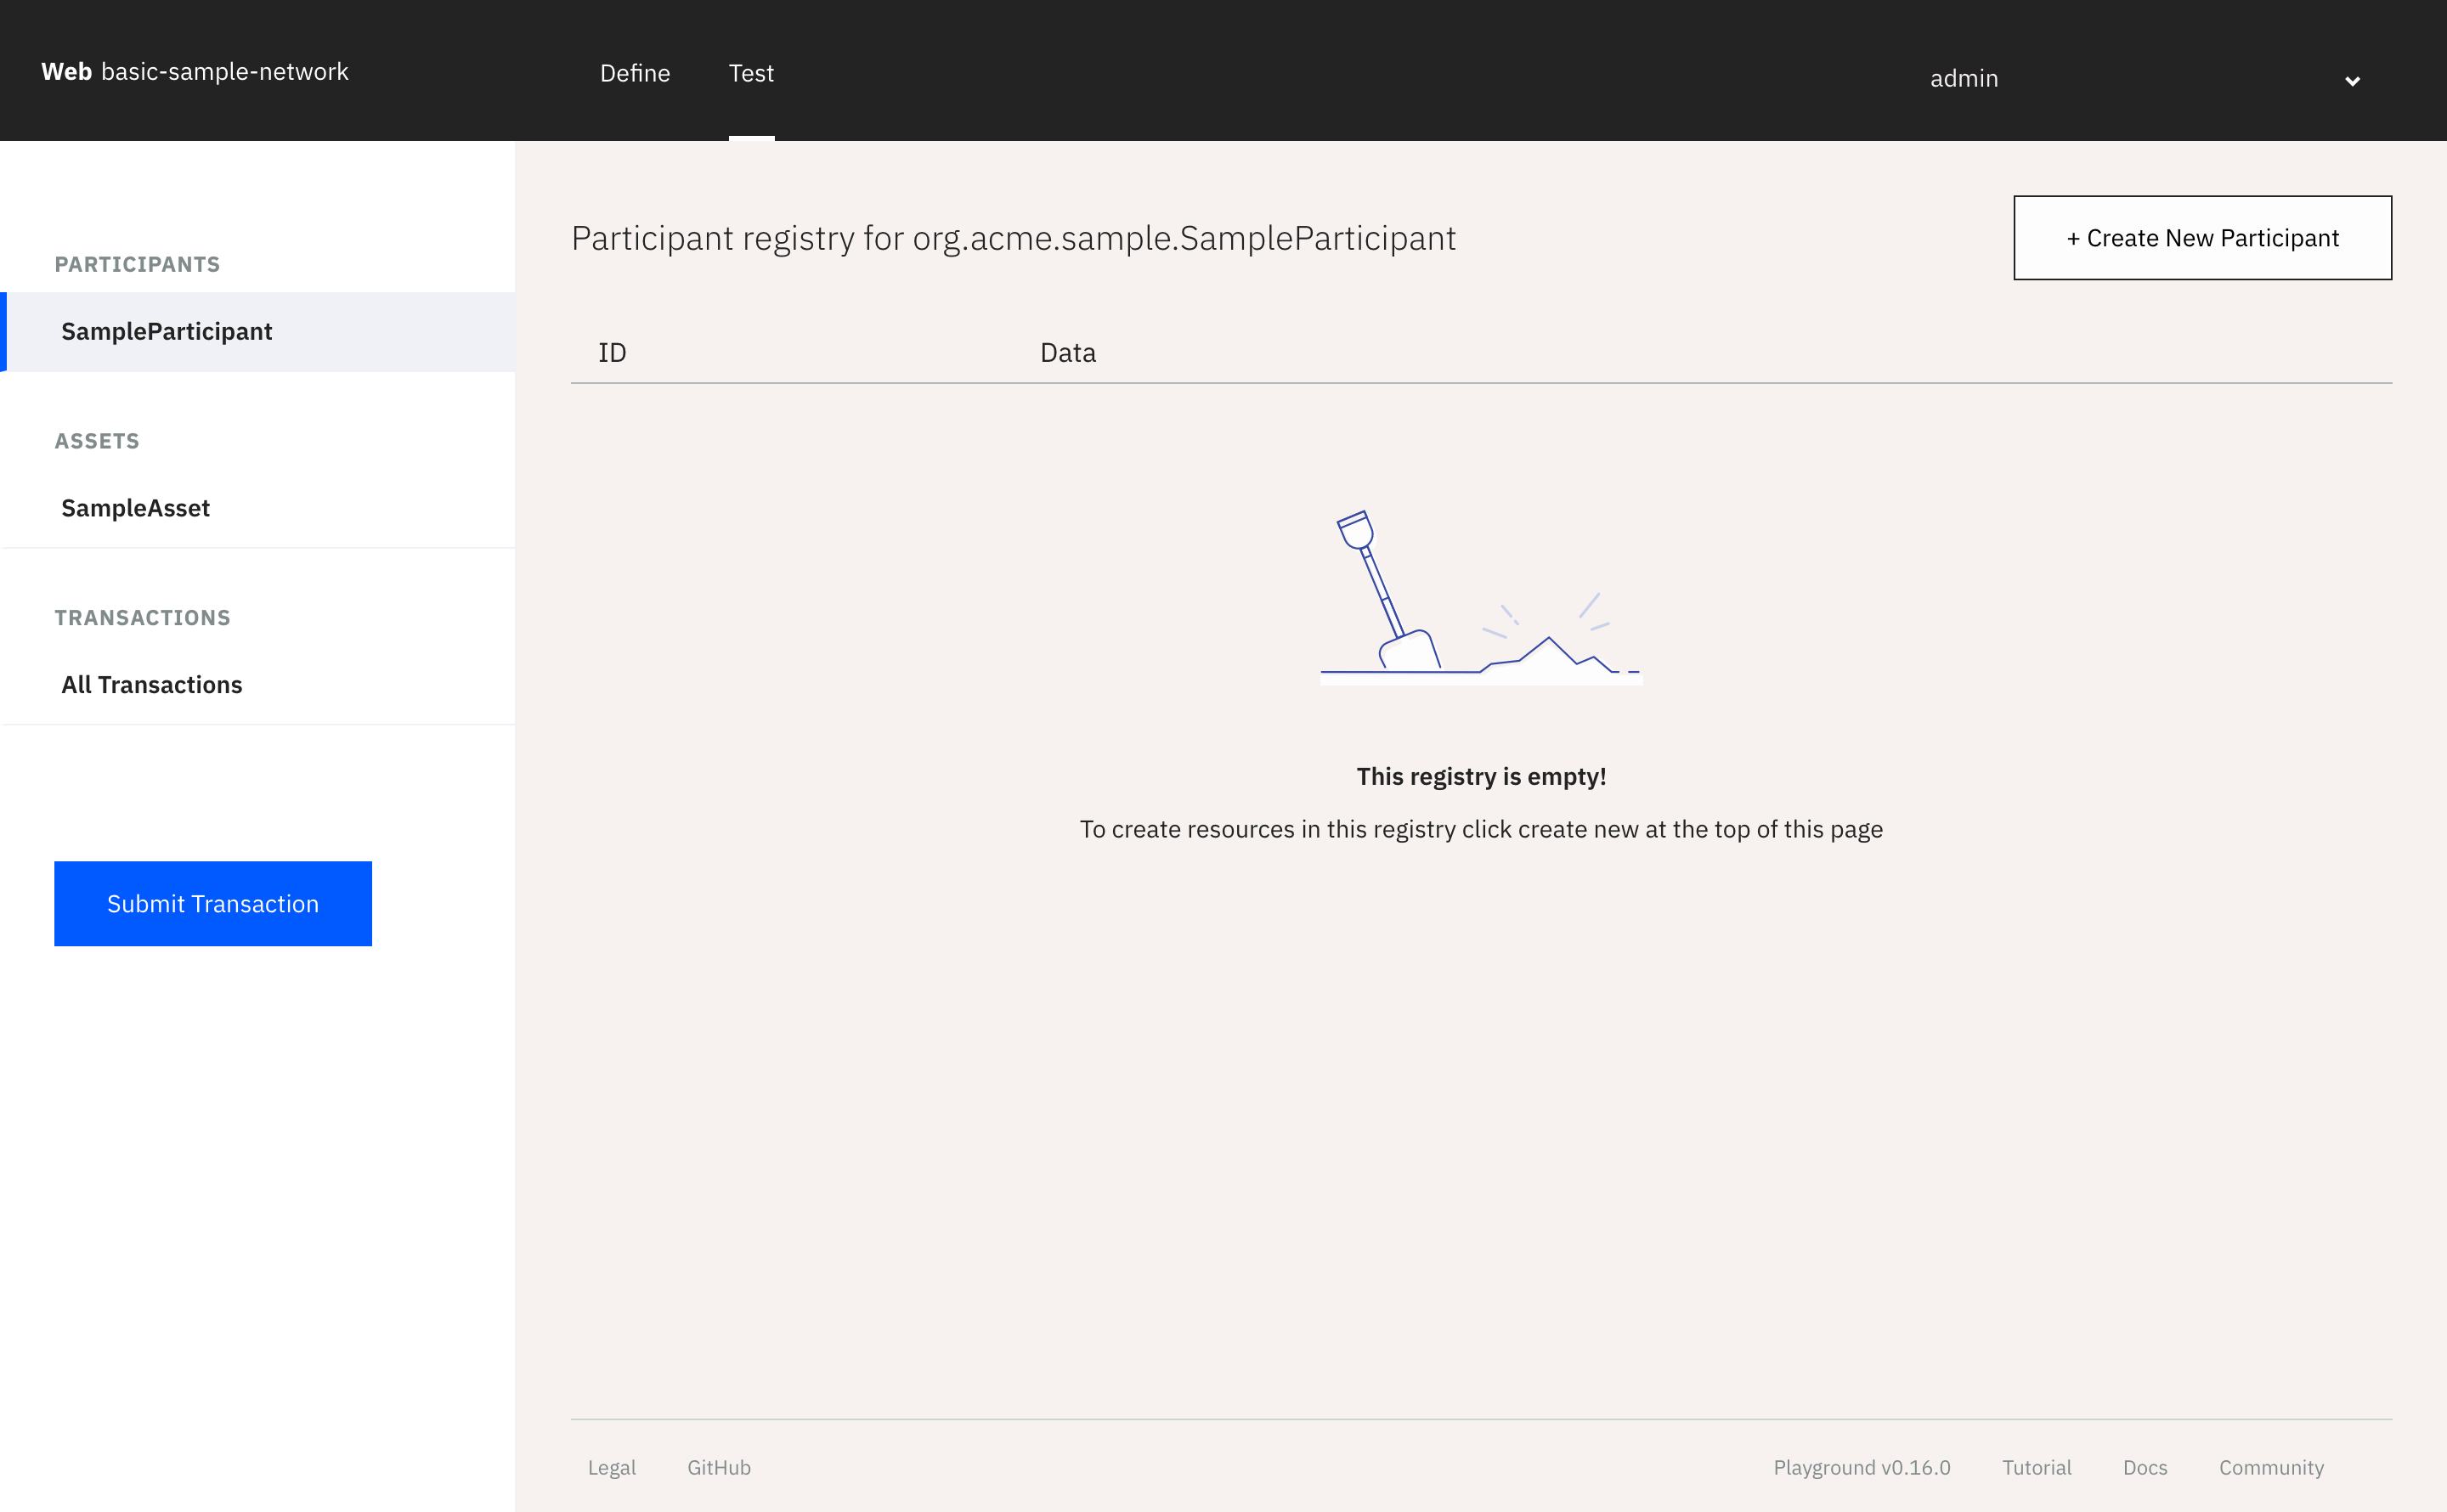 Web basic-sample-network
Define
Test
admin
PARTICIPANTS
SampleParticipant
ASSETS
SampleAsset
TRANSACTIONS
All Transactions
Submit Transaction
Participant registry for org.acme.sample.SampleParticipant
+ Create New Participant
ID
Data
This registry is empty!
To create resources in this registry click create new at the top of this page
Legal
GitHub
Playground v0.16.0
Tutorial
Docs
Community